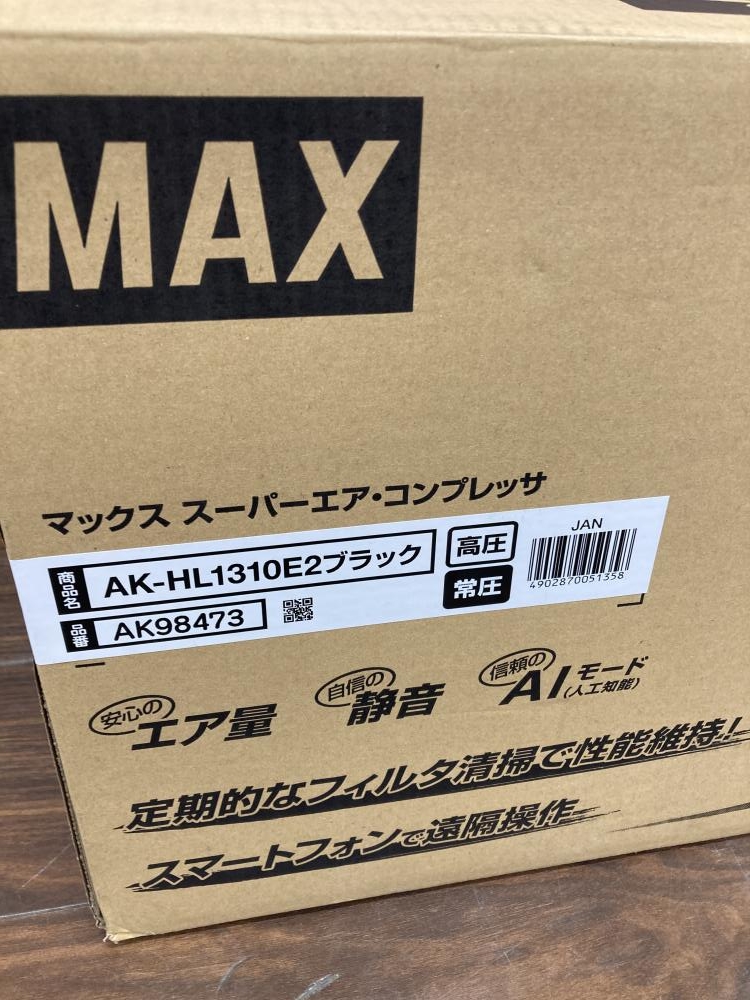 MAX
マックス スーパーエア・コンプレッサ
商品名 AK-HL1310E2ブラック 高圧 JAN
品番 AK98473 常圧 4902870051358
安心の エア量 自信の 静音 信頼の AIモード(人工知能)
定期的なフィルタ清掃で性能維持!
スマートフォンで遠隔操作